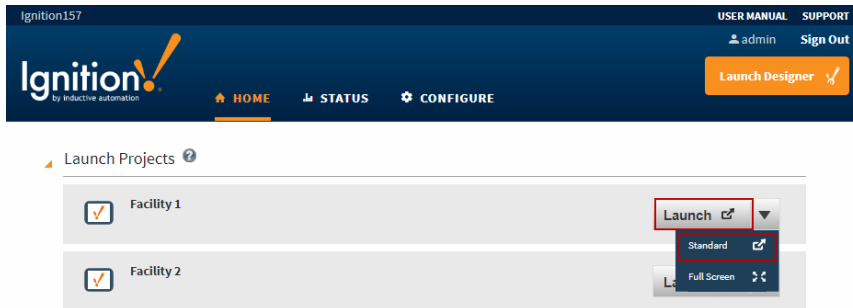 Ignition157
USER MANUAL SUPPORT
admin Sign Out
Ignition!
by inductive automation
Launch Designer
HOME STATUS CONFIGURE
Launch Projects
Facility 1
Launch
Standard
Full Screen
Facility 2